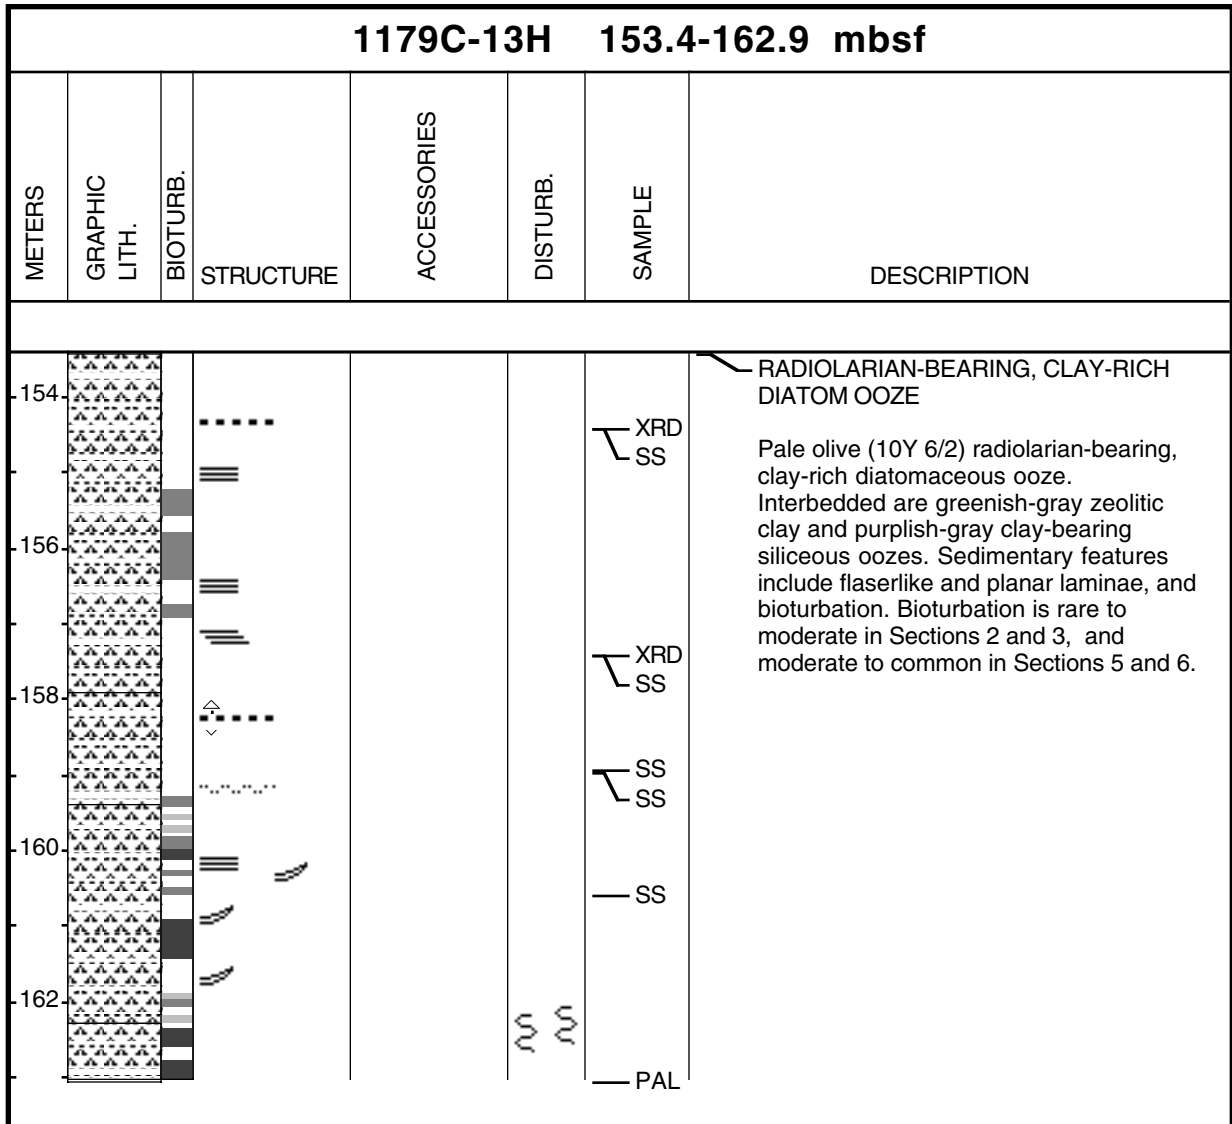 1179C-13H 153.4-162.9 mbsf
METERS
GRAPHIC
LITH.
BIOTURB.
STRUCTURE
ACCESSORIES
DISTURB.
SAMPLE
DESCRIPTION
RADIOLARIAN-BEARING, CLAY-RICH
DIATOM OOZE
154
XRD
SS
Pale olive (10Y 6/2) radiolarian-bearing,
clay-rich diatomaceous ooze.
Interbedded are greenish-gray zeolitic
clay and purplish-gray clay-bearing
siliceous oozes. Sedimentary features
include flaserlike and planar laminae, and
bioturbation. Bioturbation is rare to
moderate in Sections 2 and 3, and
moderate to common in Sections 5 and 6.
156
XRD
SS
158
SS
SS
160
SS
162
PAL